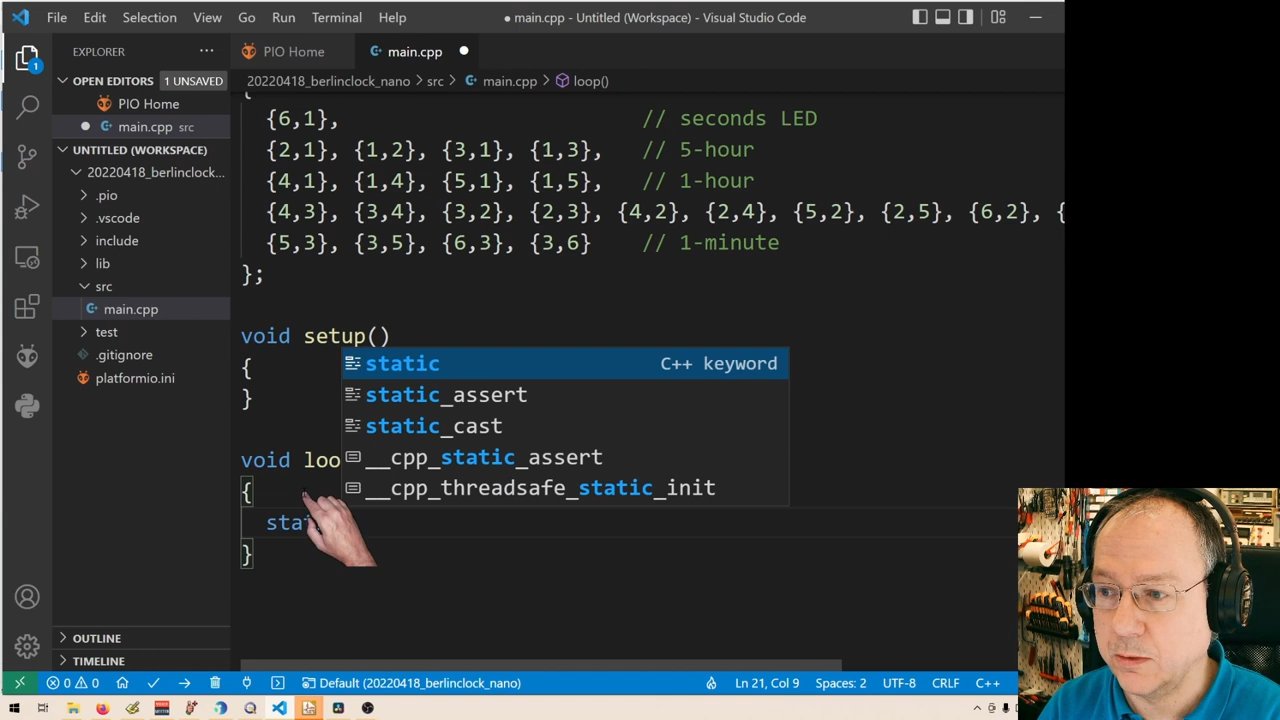 File Edit Selection View Go Run Terminal Help
● main.cpp - Untitled (Workspace) - Visual Studio Code
EXPLORER ...
PIO Home main.cpp
OPEN EDITORS 1 UNSAVED
PIO Home
main.cpp src
UNTITLED (WORKSPACE)
20220418_berlinclock...
.pio
.vscode
include
lib
src
main.cpp
test
.gitignore
platformio.ini
OUTLINE
TIMELINE
1
20220418_berlinclock_nano > src > main.cpp > loop()
{
{6,1}, // seconds LED
{2,1}, {1,2}, {3,1}, {1,3}, // 5-hour
{4,1}, {1,4}, {5,1}, {1,5}, // 1-hour
{4,3}, {3,4}, {3,2}, {2,3}, {4,2}, {2,4}, {5,2}, {2,5}, {6,2}, {
{5,3}, {3,5}, {6,3}, {3,6} // 1-minute
};
void setup()
{
}
void loo
{
stat
}
static C++ keyword
static_assert
static_cast
__cpp_static_assert
__cpp_threadsafe_static_init
0 0 Default (20220418_berlinclock_nano) Ln 21, Col 9 Spaces: 2 UTF-8 CRLF C++